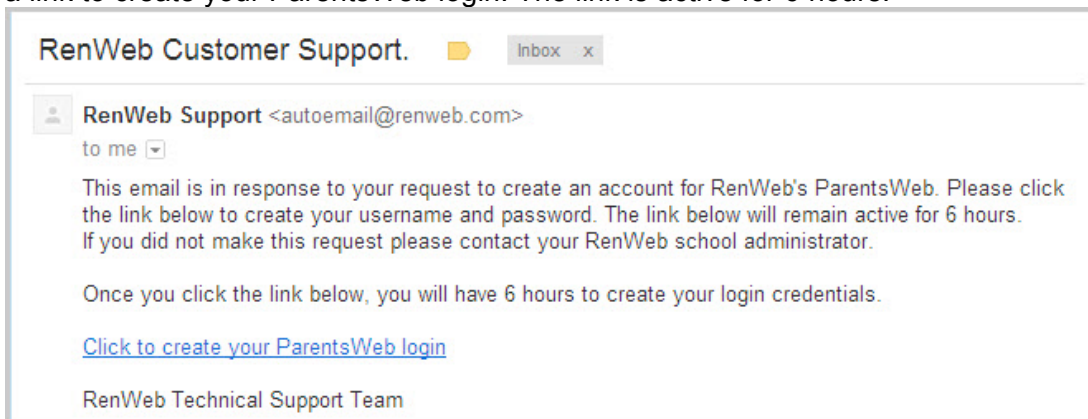 a link to create your ParentsWeb login. The link is active for 6 hours.
RenWeb Customer Support.
Inbox x
RenWeb Support <autoemail@renweb.com>
to me
This email is in response to your request to create an account for RenWeb's ParentsWeb. Please click
the link below to create your username and password. The link below will remain active for 6 hours.
If you did not make this request please contact your RenWeb school administrator.
Once you click the link below, you will have 6 hours to create your login credentials.
Click to create your ParentsWeb login
RenWeb Technical Support Team